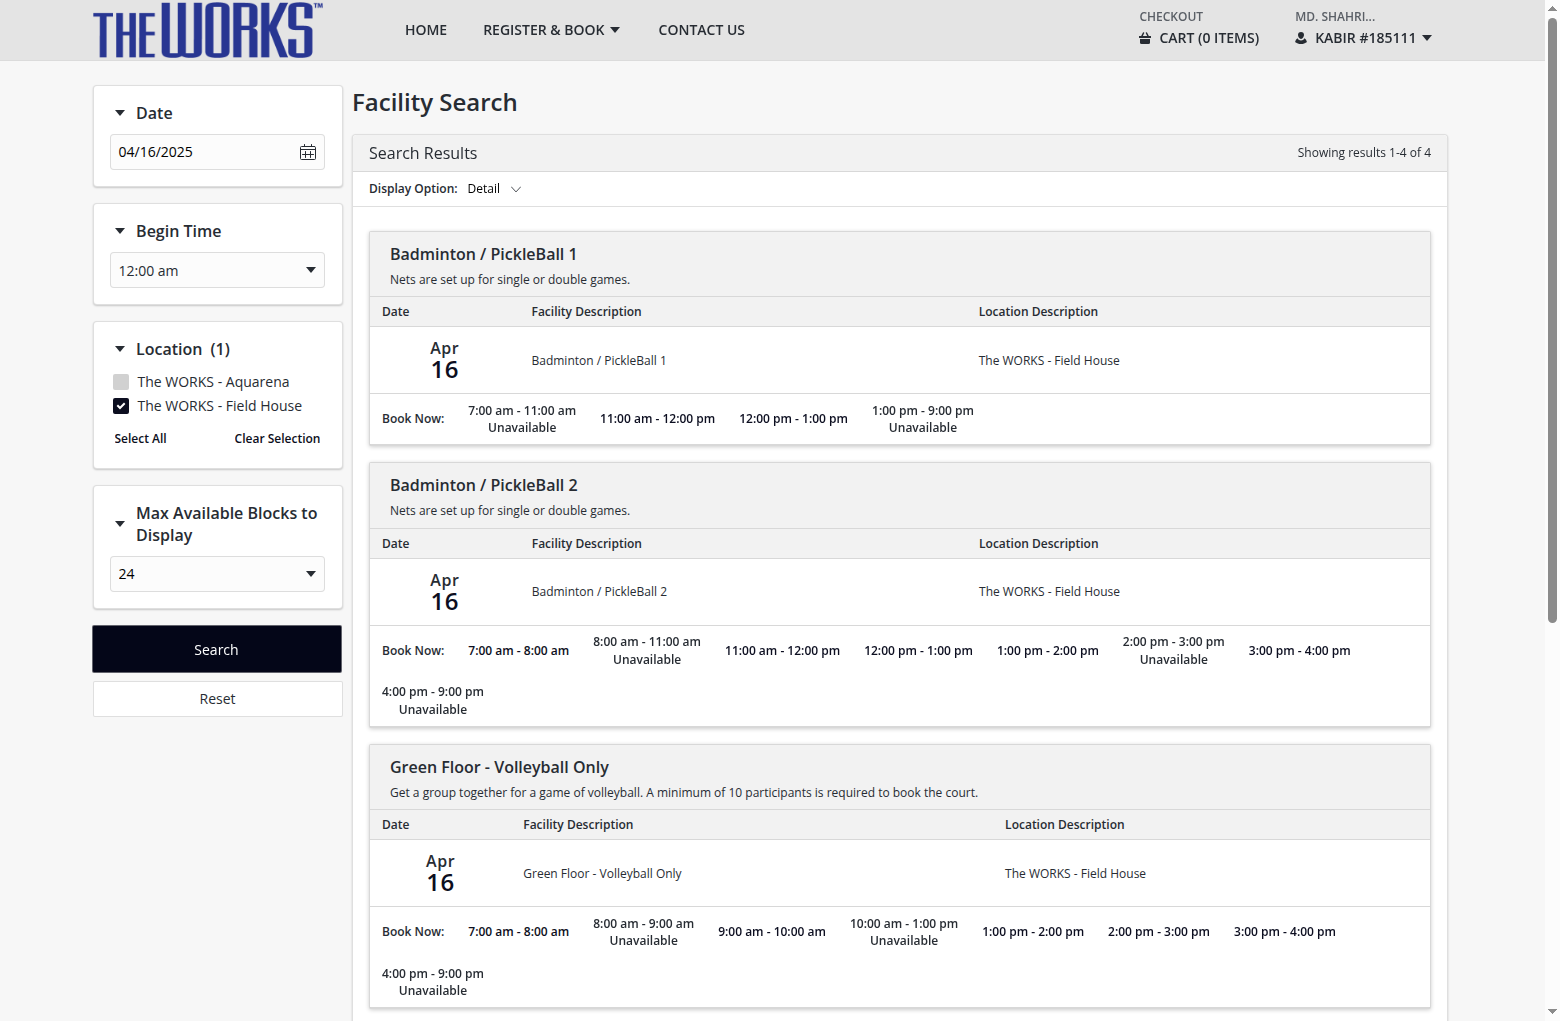 THE WORKS™
HOME
REGISTER & BOOK
CONTACT US
CHECKOUT
CART (0 ITEMS)
MD. SHAHRI...
KABIR #185111
Date
04/16/2025
Begin Time
12:00 am
Location (1)
The WORKS - Aquarena
The WORKS - Field House
Select All
Clear Selection
Max Available Blocks to
Display
24
Search
Reset
Facility Search
Search Results
Showing results 1-4 of 4
Display Option: Detail
Badminton / PickleBall 1
Nets are set up for single or double games.
Date
Facility Description
Location Description
Apr
16
Badminton / PickleBall 1
The WORKS - Field House
Book Now:
7:00 am - 11:00 am
Unavailable
11:00 am - 12:00 pm
12:00 pm - 1:00 pm
1:00 pm - 9:00 pm
Unavailable
Badminton / PickleBall 2
Nets are set up for single or double games.
Date
Facility Description
Location Description
Apr
16
Badminton / PickleBall 2
The WORKS - Field House
Book Now:
7:00 am - 8:00 am
8:00 am - 11:00 am
Unavailable
11:00 am - 12:00 pm
12:00 pm - 1:00 pm
1:00 pm - 2:00 pm
2:00 pm - 3:00 pm
Unavailable
3:00 pm - 4:00 pm
4:00 pm - 9:00 pm
Unavailable
Green Floor - Volleyball Only
Get a group together for a game of volleyball. A minimum of 10 participants is required to book the court.
Date
Facility Description
Location Description
Apr
16
Green Floor - Volleyball Only
The WORKS - Field House
Book Now:
7:00 am - 8:00 am
8:00 am - 9:00 am
Unavailable
9:00 am - 10:00 am
10:00 am - 1:00 pm
Unavailable
1:00 pm - 2:00 pm
2:00 pm - 3:00 pm
3:00 pm - 4:00 pm
4:00 pm - 9:00 pm
Unavailable